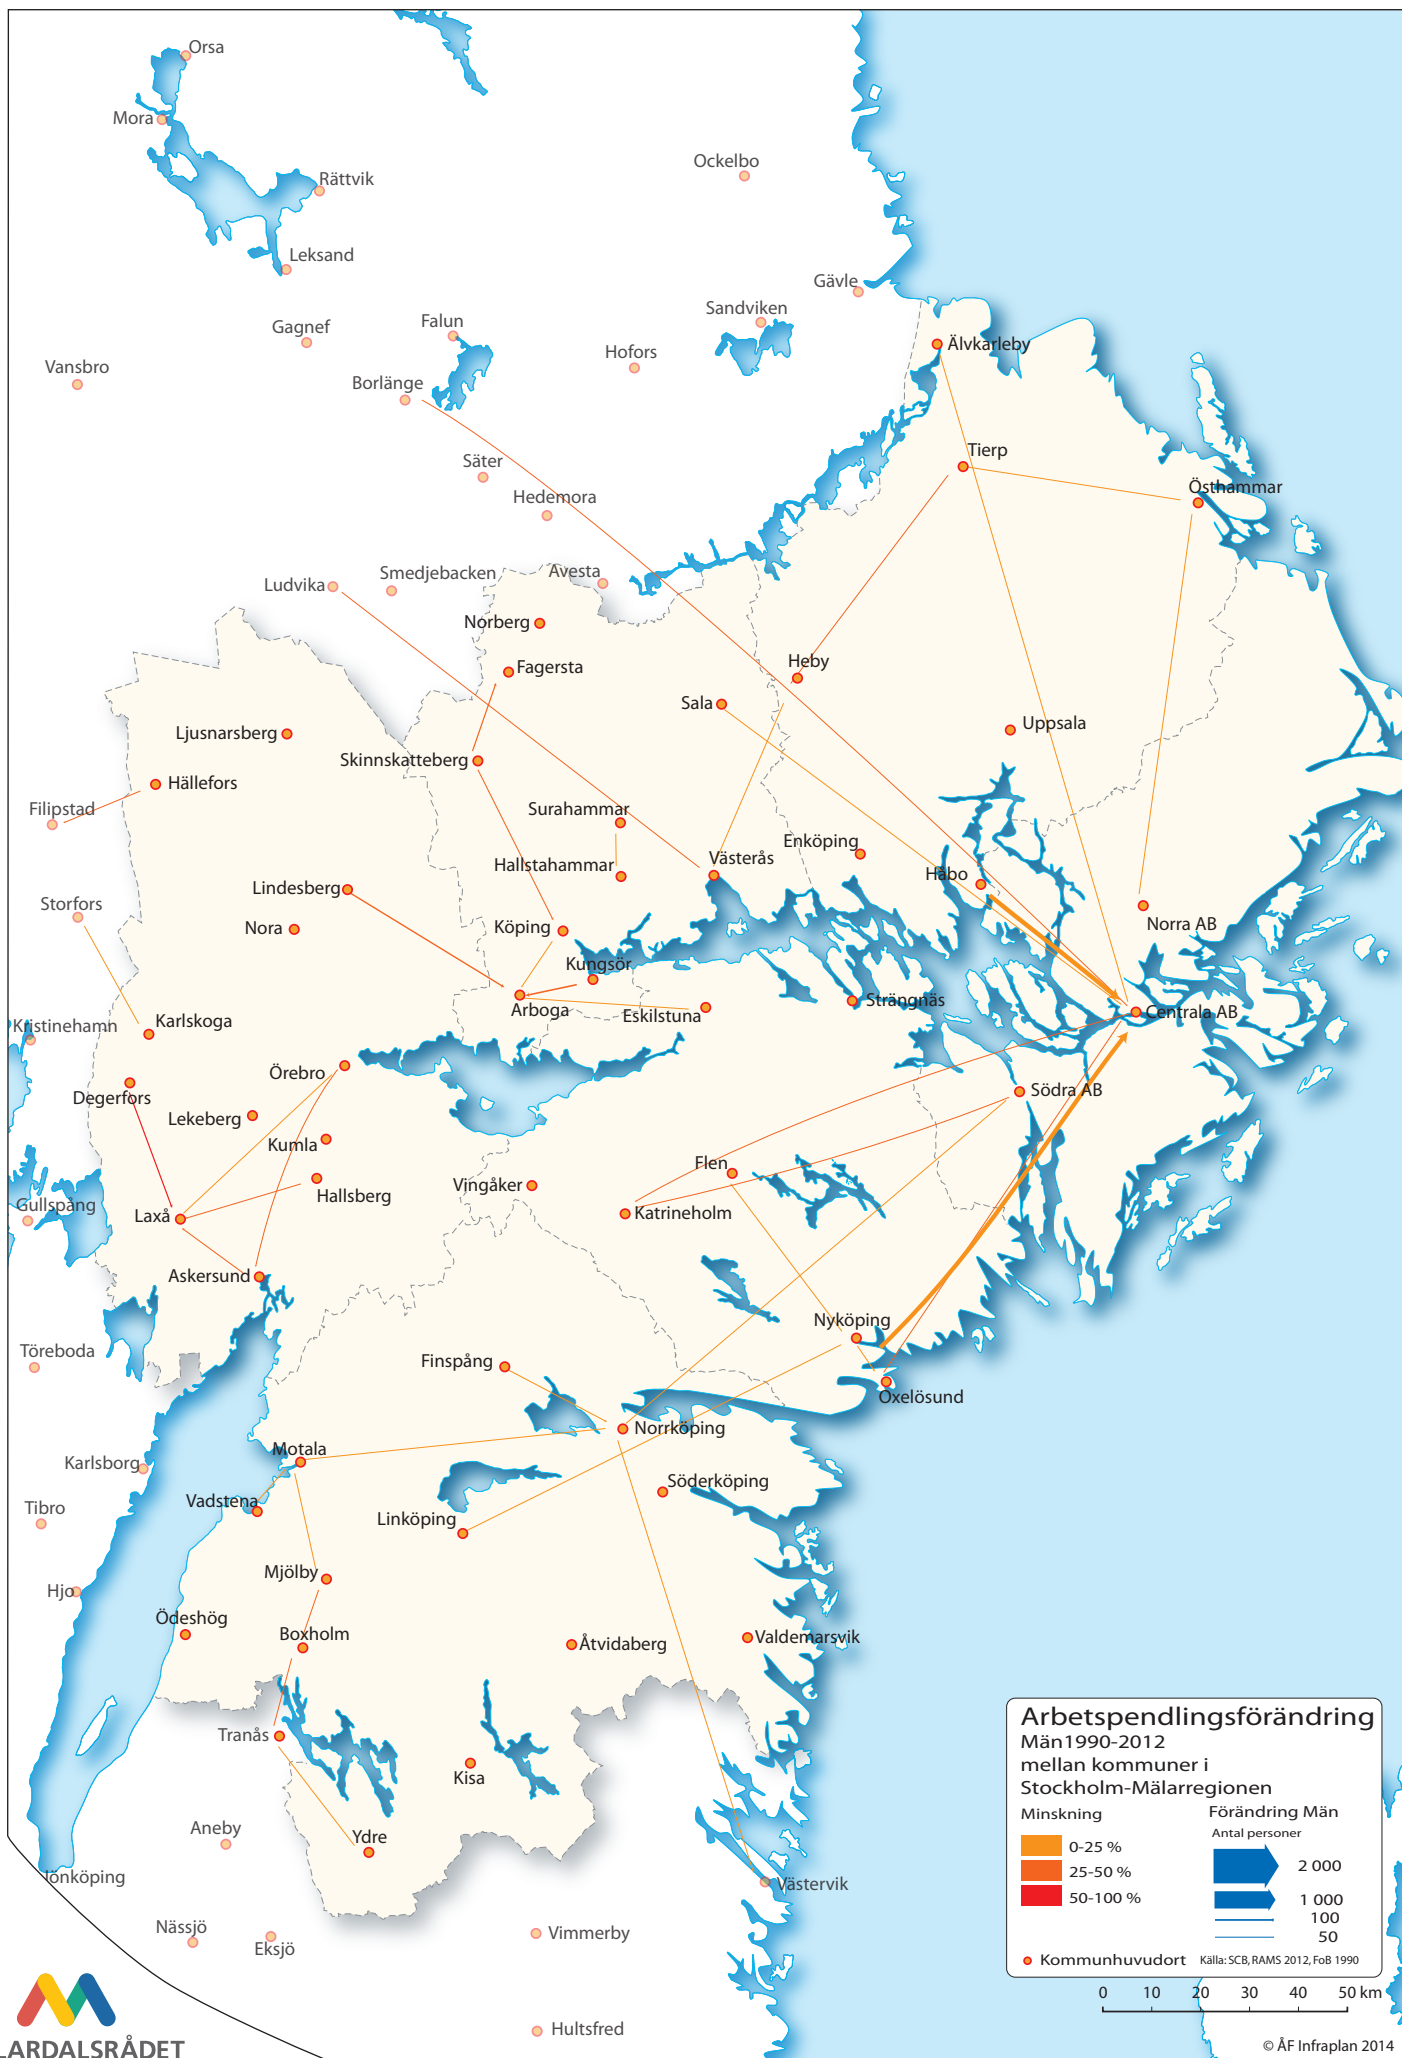 Orsa
Mora
Ockelbo
Rättvik
Leksand
Gävle
Sandviken
Falun
Gagnef
Älvkarleby
Hofors
Vansbro
Borlänge
Tierp
Säter
Östhammar
Hedemora
Avesta
Smedjebacken
Ludvika
Norberg
Heby
Fagersta
Sala
Uppsala
Ljusnarsberg
Skinnskatteberg
Hällefors
Filipstad
Surahammar
Enköping
Västerås
Hallstahammar
Håbo
Lindesberg
Storfors
Norra AB
Nora
Köping
Kungsör
Strängnäs
Arboga
Centrala AB
Eskilstuna
Karlskoga
Kristinehamn
Örebro
Södra AB
Degerfors
Lekeberg
Kumla
Flen
Vingåker
Hallsberg
Gullspång
Laxå
Katrineholm
Askersund
Nyköping
Töreboda
Finspång
Oxelösund
Norrköping
Motala
Karlsborg
Söderköping
Vadstena
Tibro
Linköping
Mjölby
Hjo
Ödeshög
Boxholm
Åtvidaberg
Valdemarsvik
Tranås
Kisa
Aneby
Ydre
Jönköping
Västervik
Nässjö
Eksjö
Vimmerby
Hultsfred
Arbetspendlingsförändring
Män1990-2012
mellan kommuner i
Stockholm-Mälarregionen
Minskning
0-25 %
25-50 %
50-100 %
Förändring Män
Antal personer
2 000
1 000
100
50
Kommunhuvudort
Källa: SCB, RAMS 2012, FoB 1990
0 10 20 30 40 50 km
LARDALSRÅDET
© ÅF Infraplan 2014